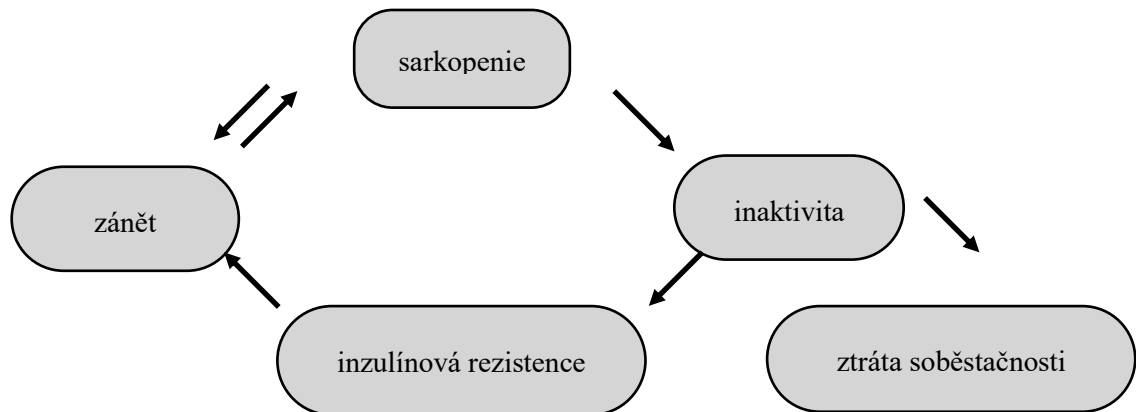 sarkopenie
inaktivita
zánět
inzulínová rezistence
ztráta soběstačnosti